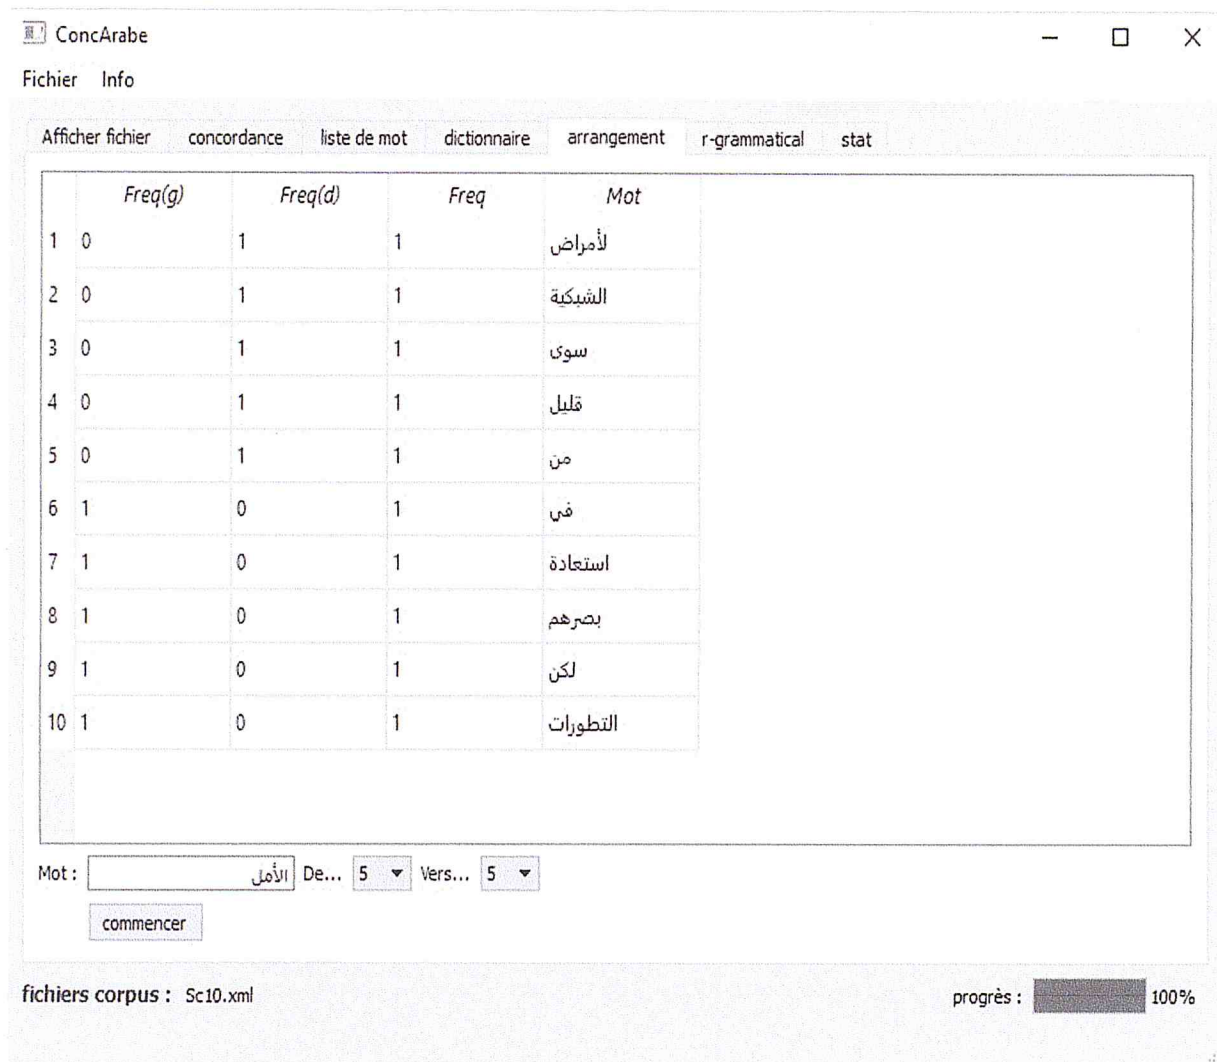 ConcArabe
Fichier Info
Afficher fichier concordance liste de mot dictionnaire arrangement r-grammatical stat
Freq(g) Freq(d) Freq Mot
1 0 1 1 لأمراض
2 0 1 1 الشبكية
3 0 1 1 سوى
4 0 1 1 قليل
5 0 1 1 من
6 1 0 1 في
7 1 0 1 استعادة
8 1 0 1 بصرهم
9 1 0 1 لكن
10 1 0 1 التطورات
Mot : الأمل De... 5 Vers... 5
commencer
fichiers corpus : Sc10.xml progrès : 100%